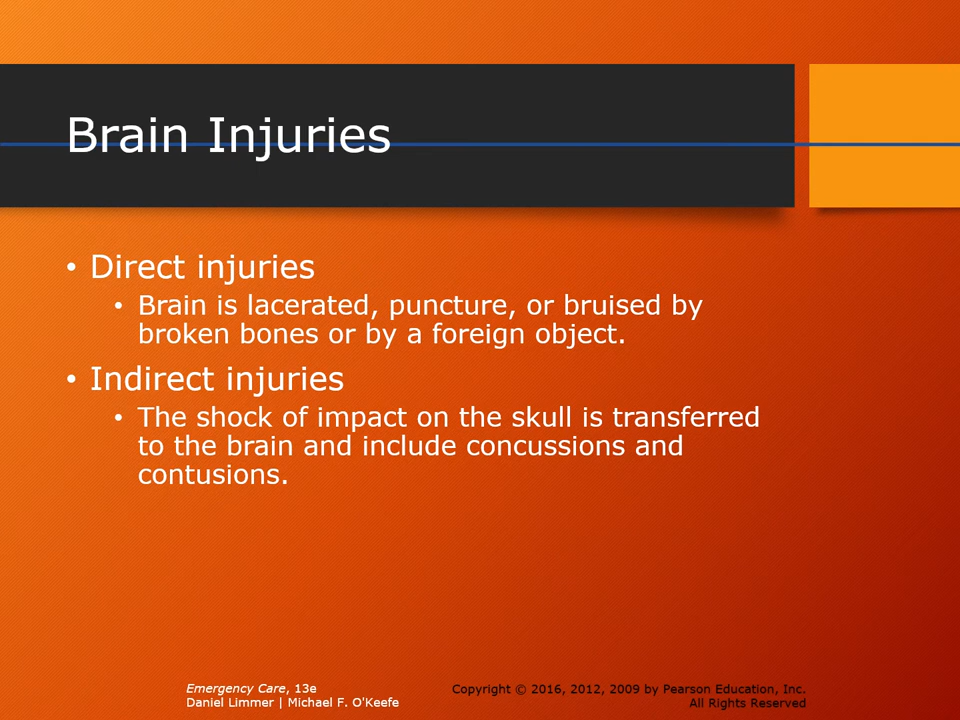 Brain Injuries
• Direct injuries
• Brain is lacerated, puncture, or bruised by
broken bones or by a foreign object.
• Indirect injuries
• The shock of impact on the skull is transferred
to the brain and include concussions and
contusions.
Emergency Care, 13e
Daniel Limmer | Michael F. O'Keefe
Copyright © 2016, 2012, 2009 by Pearson Education, Inc.
All Rights Reserved